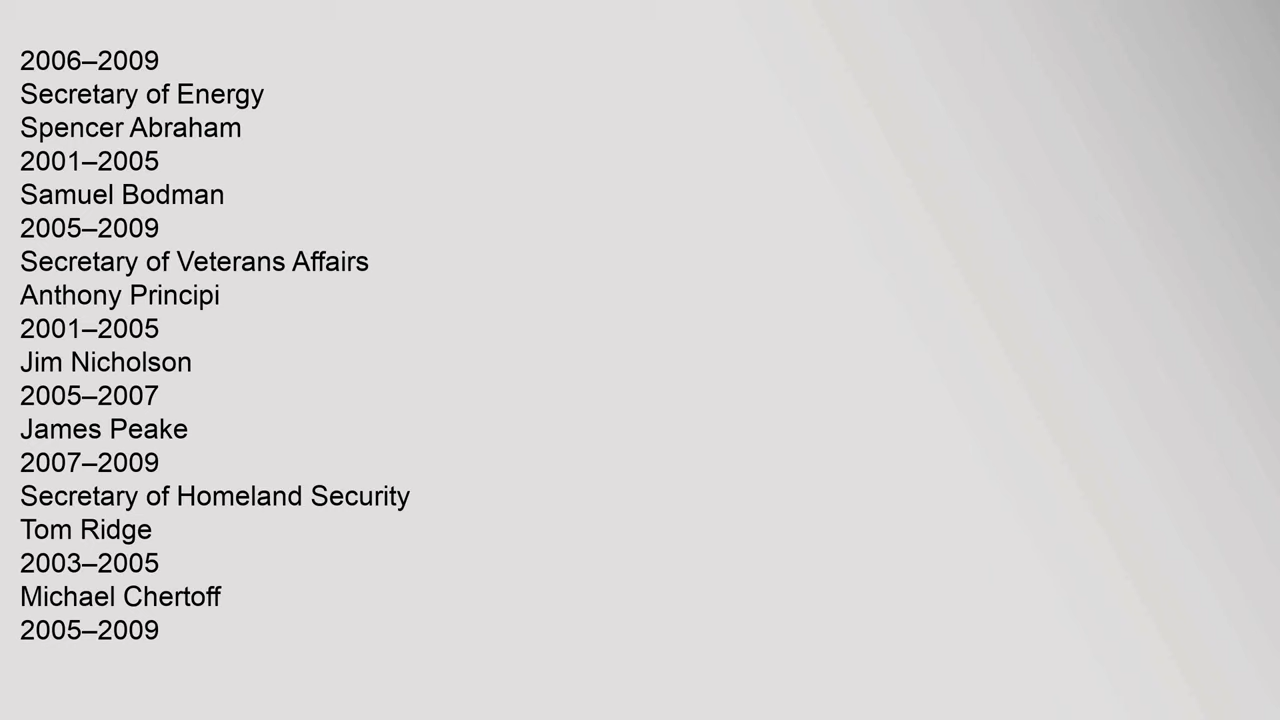 2006–2009
Secretary of Energy
Spencer Abraham
2001–2005
Samuel Bodman
2005–2009
Secretary of Veterans Affairs
Anthony Principi
2001–2005
Jim Nicholson
2005–2007
James Peake
2007–2009
Secretary of Homeland Security
Tom Ridge
2003–2005
Michael Chertoff
2005–2009